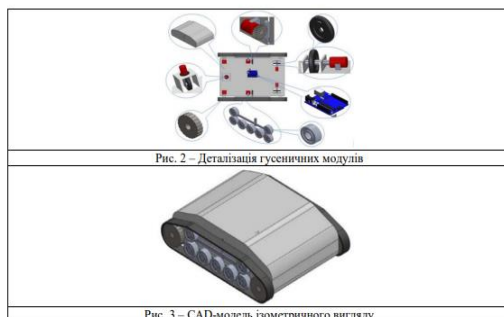 Рис. 2 – Деталізація гусеничних модулів
Рис. 3 – CAD-модель ізометричного вигляду